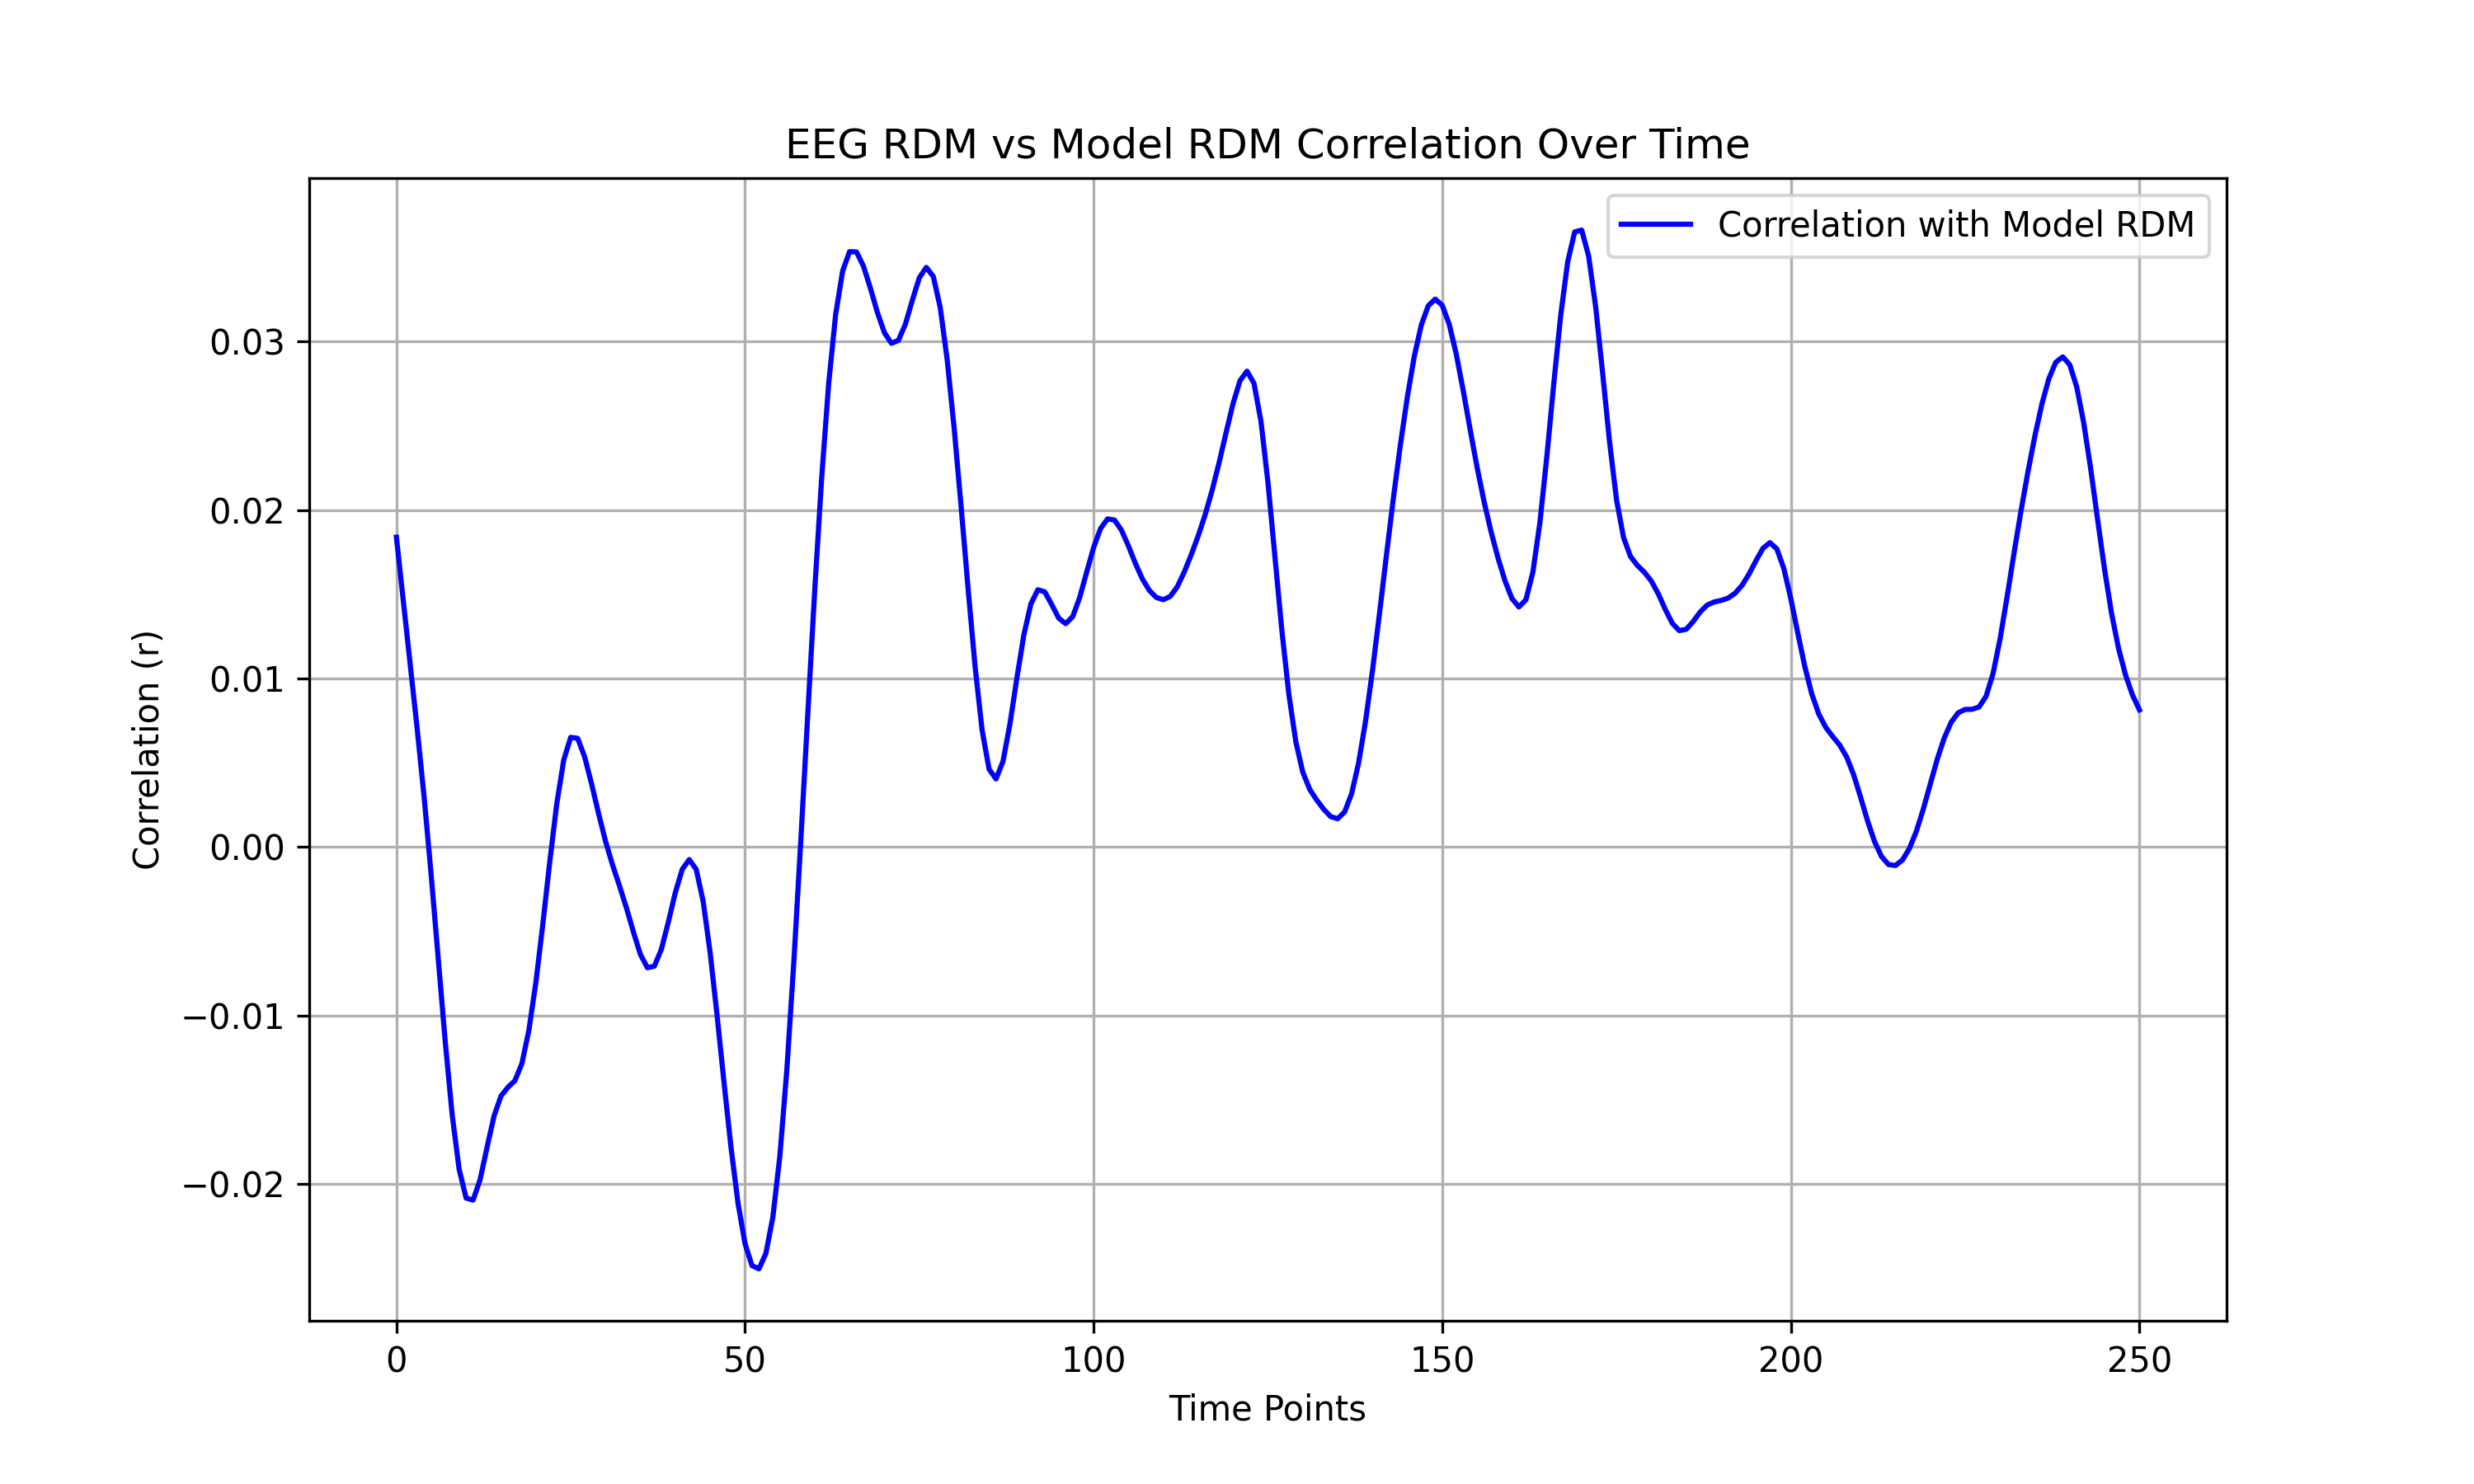 EEG RDM vs Model RDM Correlation Over Time
Correlation with Model RDM
Correlation (r)
0.03
0.02
0.01
0.00
−0.01
−0.02
0 50 100 150 200 250
Time Points